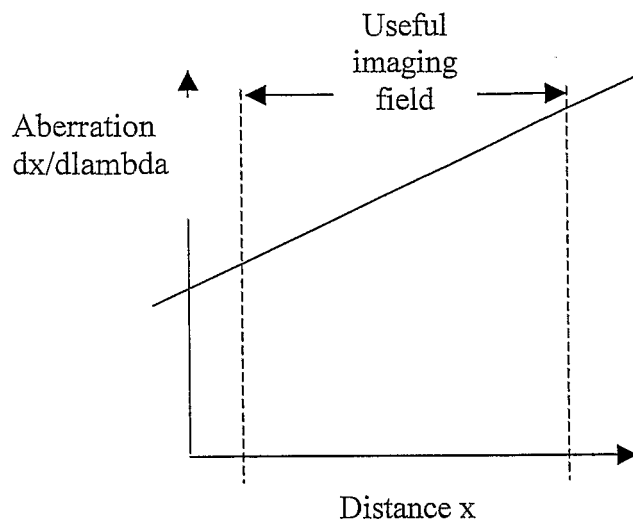 Useful
imaging
field
Aberration
dx/dlambda
Distance x